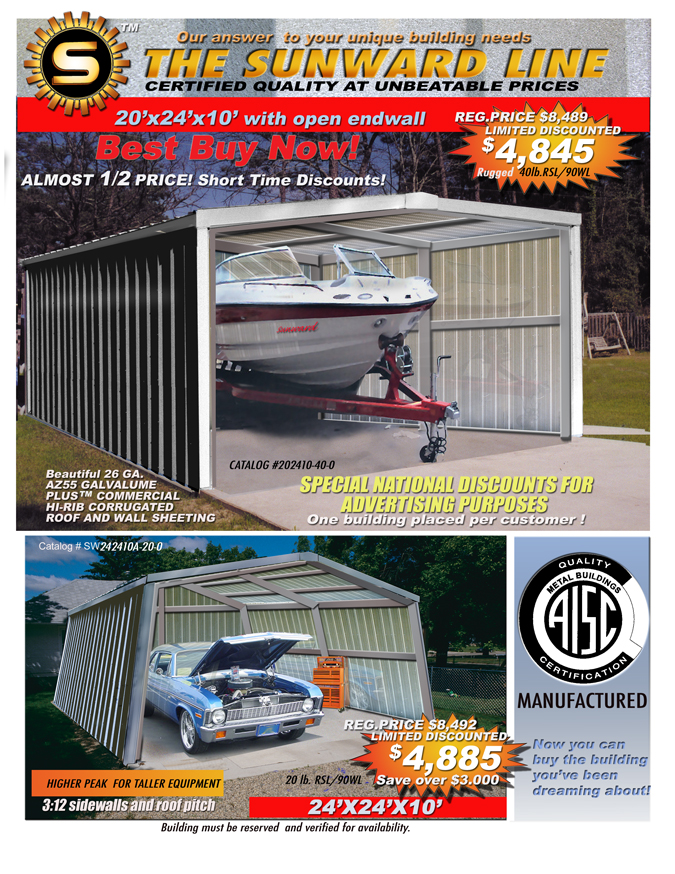 S
TM
Our answer to your unique building needs
THE SUNWARD LINE
CERTIFIED QUALITY AT UNBEATABLE PRICES
20’x24’x10’ with open endwall
Best Buy Now!
ALMOST 1/2 PRICE! Short Time Discounts!
REG.PRICE $8,489
LIMITED DISCOUNTED
$4,845
Rugged 40lb.RSL/90WL
Sunward
CATALOG #202410-40-0
Beautiful 26 GA,
AZ55 GALVALUME
PLUS™ COMMERCIAL
HI-RIB CORRUGATED
ROOF AND WALL SHEETING
SPECIAL NATIONAL DISCOUNTS FOR
ADVERTISING PURPOSES
One building placed per customer !
Catalog # SW242410A-20-0
REG.PRICE $8,492
LIMITED DISCOUNTED,
$4,885
Save over $3.000
20 lb. RSL/90WL
HIGHER PEAK FOR TALLER EQUIPMENT
3:12 sidewalls and roof pitch
24’X24’X10’
QUALITY
METAL BUILDINGS
AISC
CERTIFICATION
MANUFACTURED
Now you can
buy the building
you’ve been
dreaming about!
Building must be reserved and verified for availability.